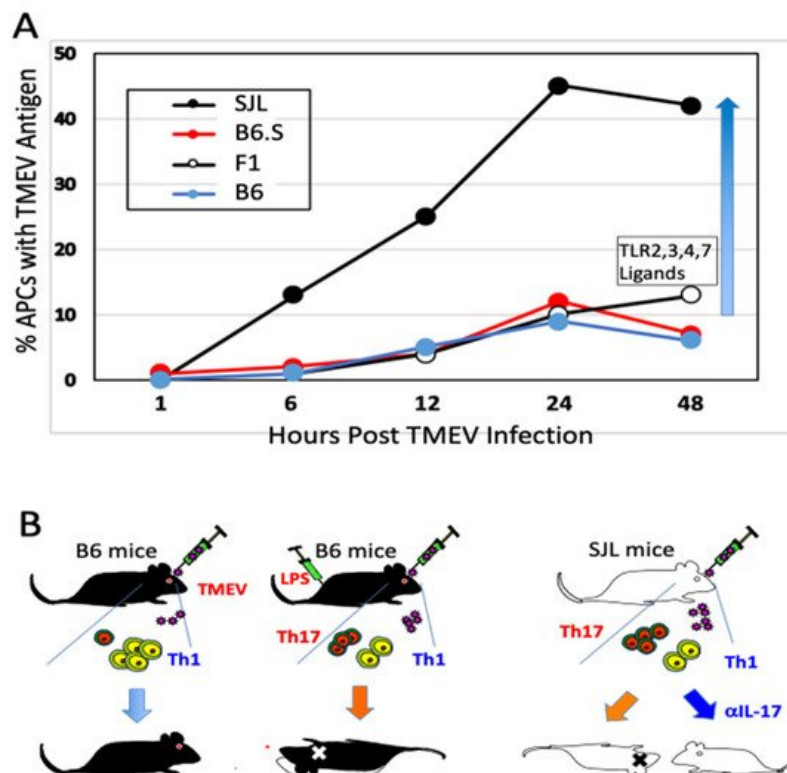 A
% APCs with TMEV Antigen
50
40
30
20
10
0
SJL
B6.S
F1
B6
TLR2,3,4,7
Ligands
1 6 12 24 48
Hours Post TMEV Infection
B
B6 mice
TMEV
Th1
B6 mice
LPS
Th17
SJL mice
Th17
Th1
αIL-17